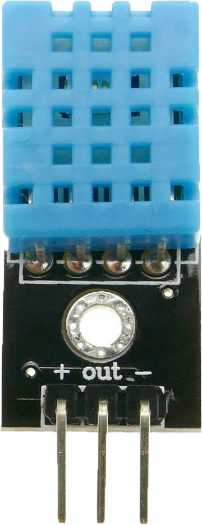 + out -